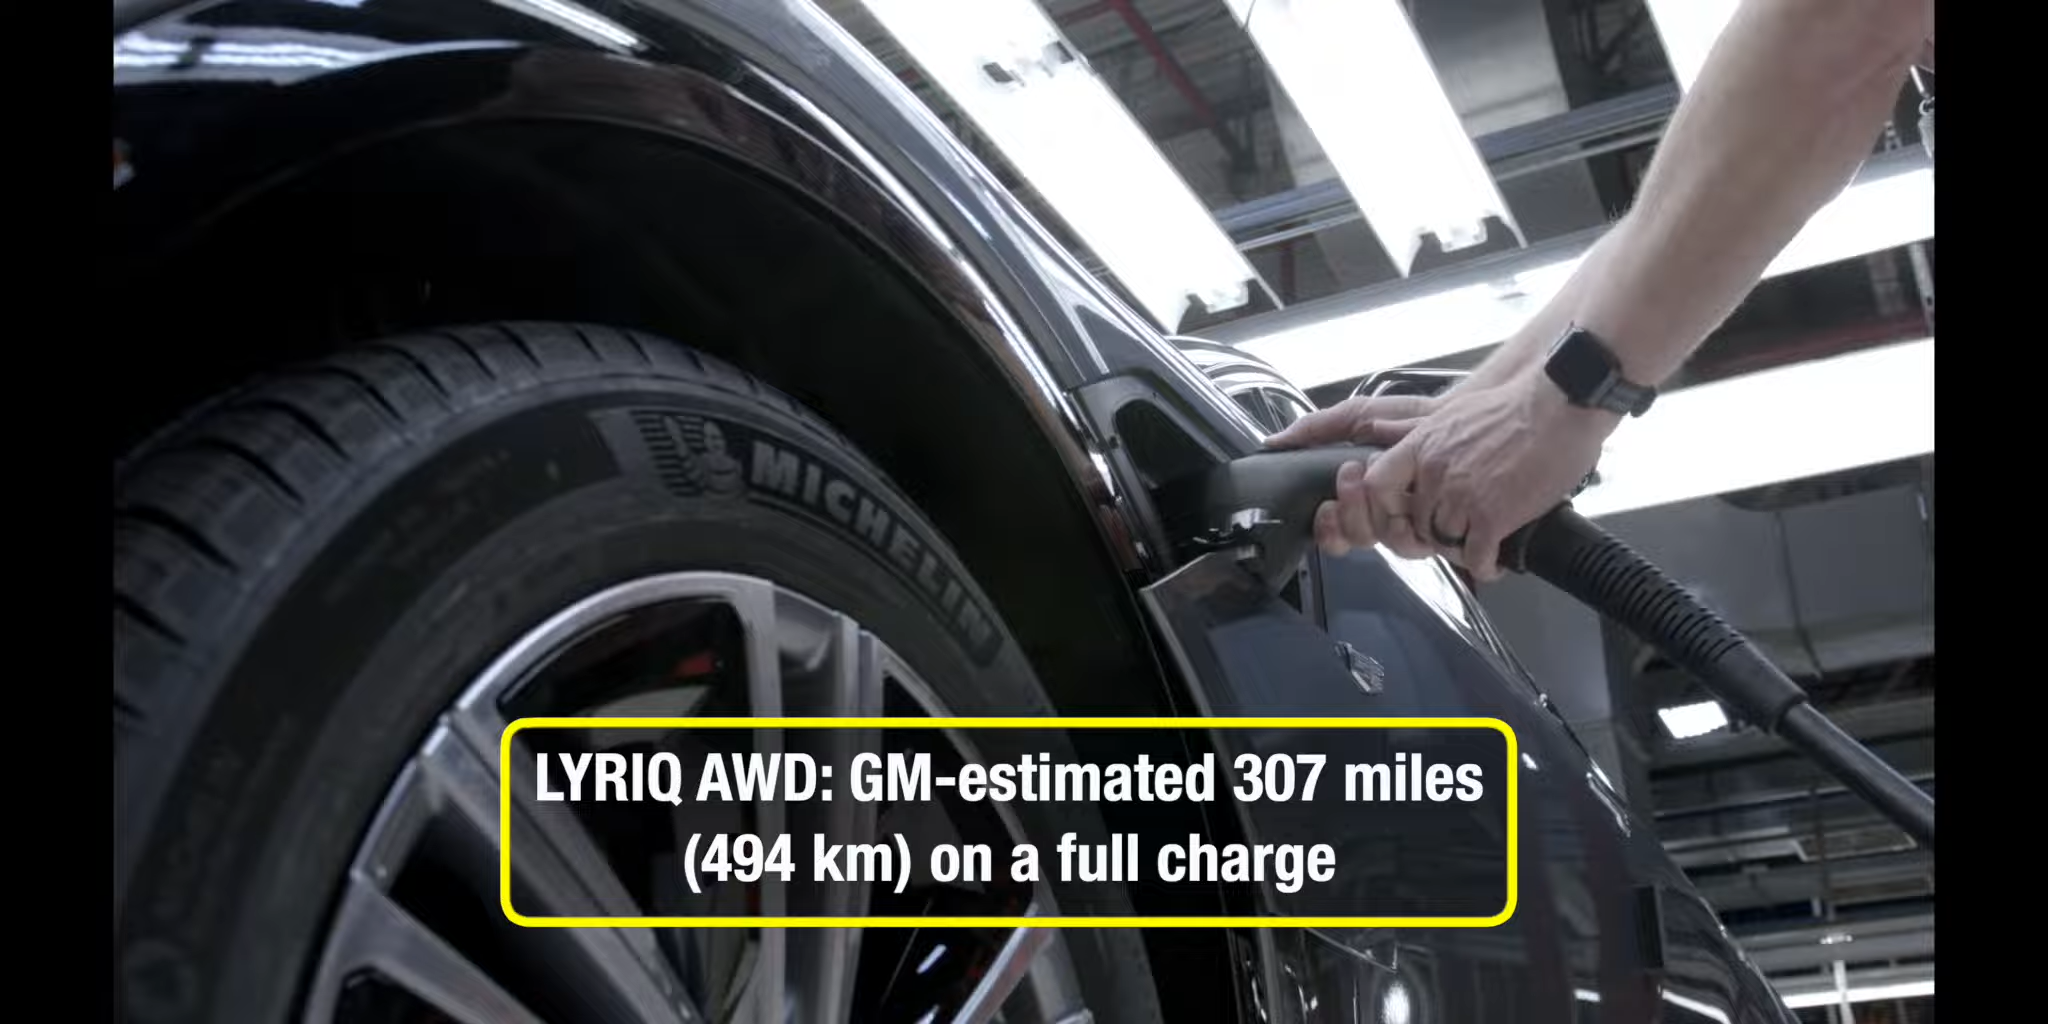 MICHELIN
LYRIQ AWD: GM-estimated 307 miles
(494 km) on a full charge